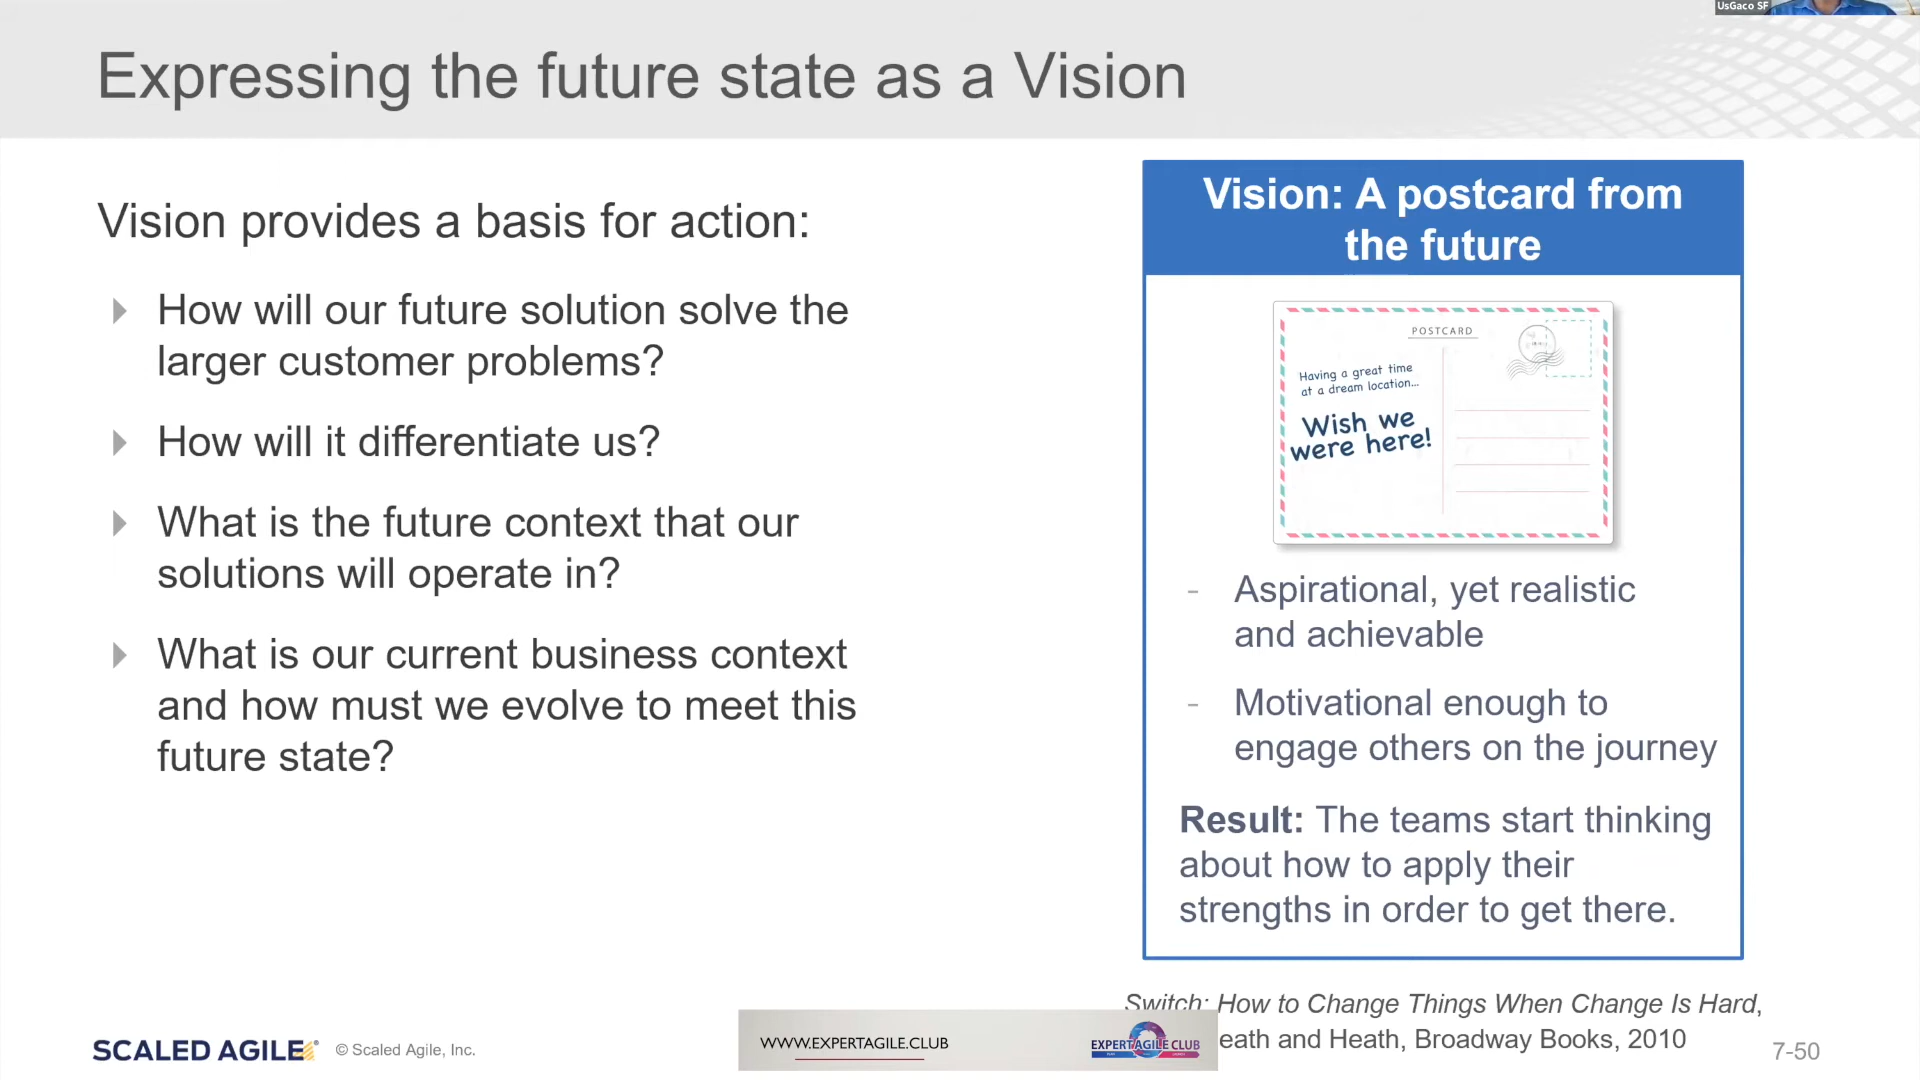 UsGaco SF
Expressing the future state as a Vision
Vision provides a basis for action:
How will our future solution solve the
larger customer problems?
How will it differentiate us?
What is the future context that our
solutions will operate in?
What is our current business context
and how must we evolve to meet this
future state?
Vision: A postcard from
the future
POSTCARD
Having a great time
at a dream location...
Wish we
were here!
- Aspirational, yet realistic
and achievable
- Motivational enough to
engage others on the journey
Result: The teams start thinking
about how to apply their
strengths in order to get there.
Switch: How to Change Things When Change Is Hard,
eath and Heath, Broadway Books, 2010
SCALED AGILE
© Scaled Agile, Inc.
WWW.EXPERTAGILE.CLUB
EXPERT AGILE CLUB
7-50